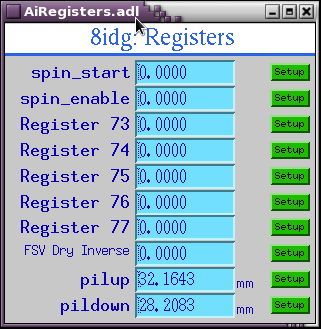 AiRegisters.adl
8idg: Registers
spin_start 0.0000 Setup
spin_enable 0.0000 Setup
Register 73 0.0000 Setup
Register 74 0.0000 Setup
Register 75 0.0000 Setup
Register 76 0.0000 Setup
Register 77 0.0000 Setup
FSV Dry Inverse 0.0000 Setup
pilup 32.1643 mm Setup
pildown 28.2083 mm Setup